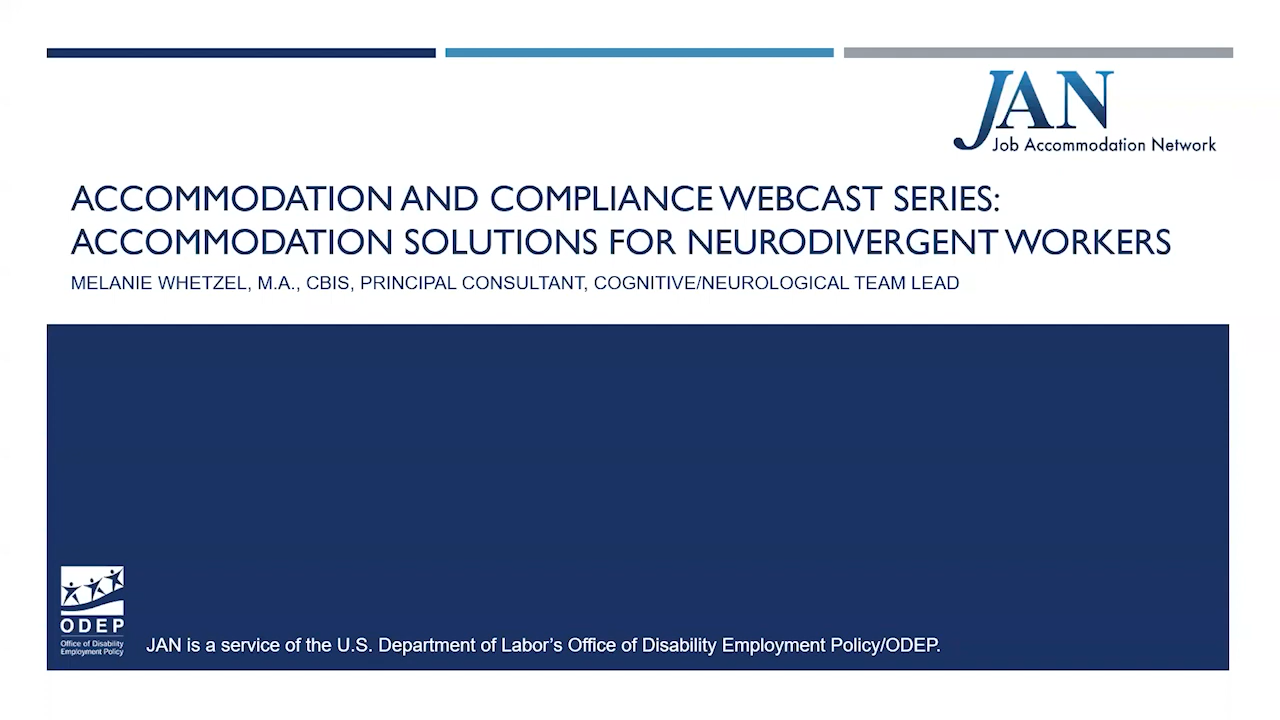 JAN
Job Accommodation Network
ACCOMMODATION AND COMPLIANCE WEBCAST SERIES:
ACCOMMODATION SOLUTIONS FOR NEURODIVERGENT WORKERS
MELANIE WHETZEL, M.A., CBIS, PRINCIPAL CONSULTANT, COGNITIVE/NEUROLOGICAL TEAM LEAD
ODEP
Office of Disability
Employment Policy
JAN is a service of the U.S. Department of Labor’s Office of Disability Employment Policy/ODEP.